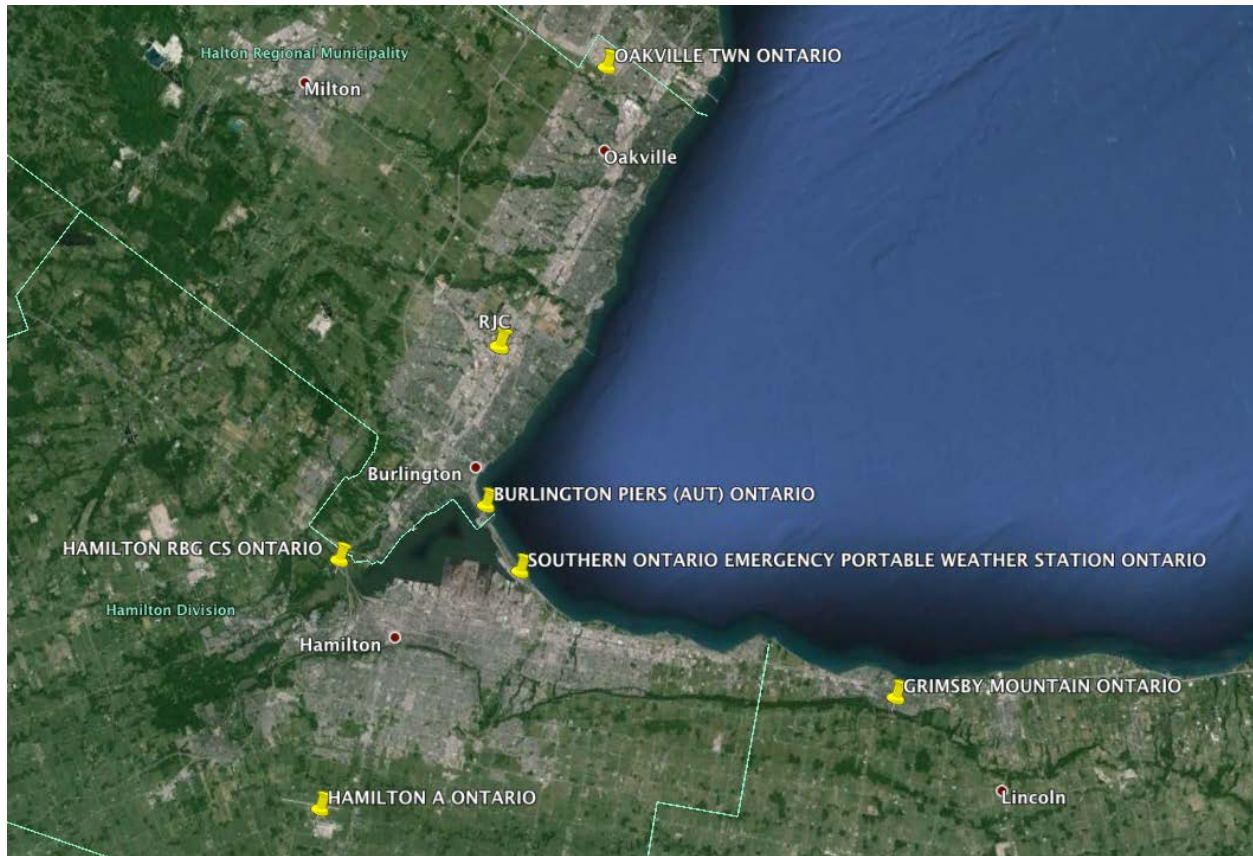 Halton Regional Municipality
OAKVILLE TWN ONTARIO
Milton
Oakville
RJC
Burlington
BURLINGTON PIERS (AUT) ONTARIO
HAMILTON RBG CS ONTARIO
SOUTHERN ONTARIO EMERGENCY PORTABLE WEATHER STATION ONTARIO
Hamilton Division
Hamilton
GRIMSBY MOUNTAIN ONTARIO
HAMILTON A ONTARIO
Lincoln